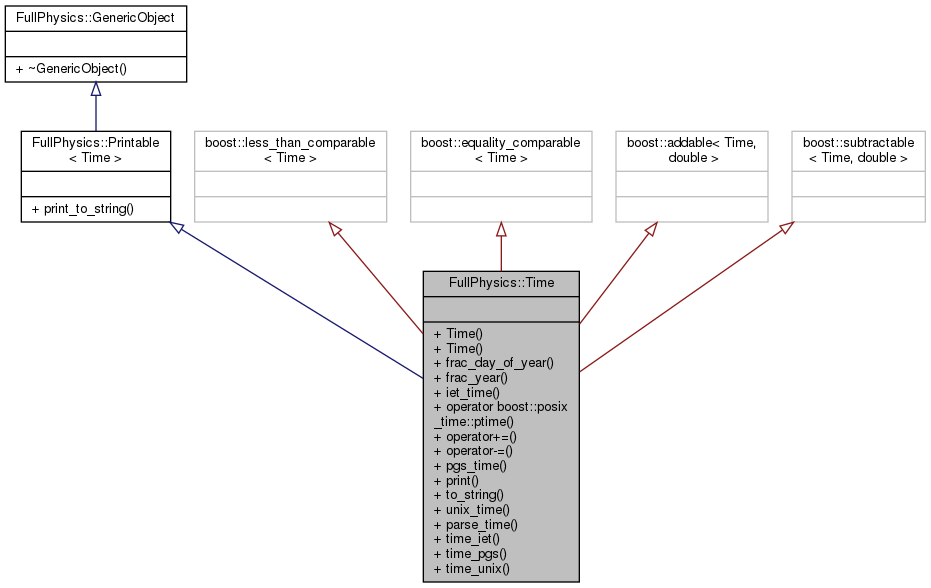 FullPhysics::GenericObject
+ ~GenericObject()
FullPhysics::Printable
< Time >
+ print_to_string()
boost::less_than_comparable
< Time >
boost::equality_comparable
< Time >
boost::addable< Time,
double >
boost::subtractable
< Time, double >
FullPhysics::Time
+ Time()
+ Time()
+ frac_day_of_year()
+ frac_year()
+ iet_time()
+ operator boost::posix
_time::ptime()
+ operator+=()
+ operator-=()
+ pgs_time()
+ print()
+ to_string()
+ unix_time()
+ parse_time()
+ time_iet()
+ time_pgs()
+ time_unix()